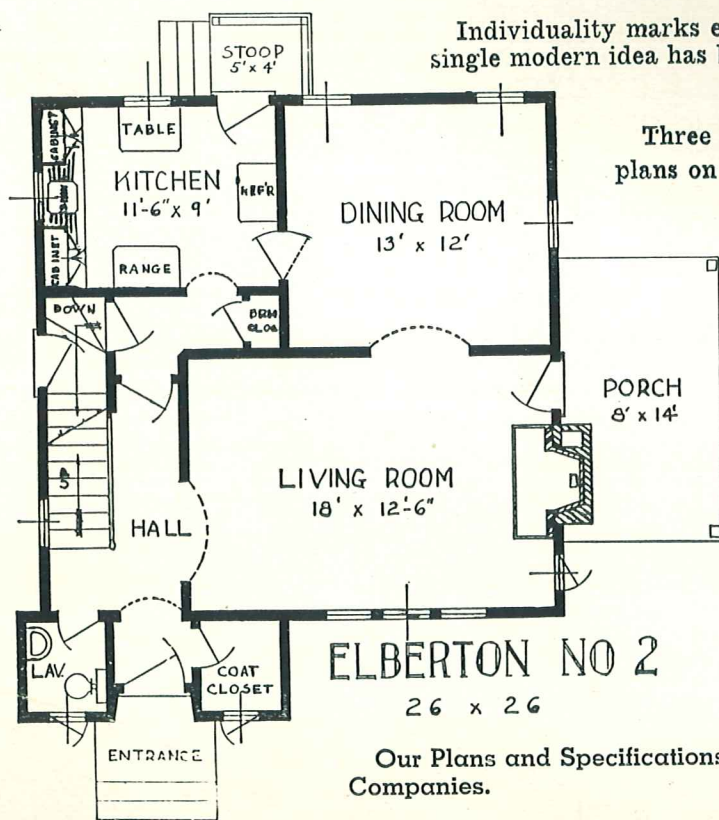 Individuality marks e
single modern idea has
Three
plans on
STOOP
5' x 4'
CABINET
TABLE
KITCHEN
11'-6" x 9'
REF'R
CABINET
RANGE
DINING ROOM
13' x 12'
DOWN
BRM
CLOS
PORCH
8' x 14'
LIVING ROOM
18' x 12'-6"
UP
HALL
LAV.
COAT
CLOSET
ELBERTON NO 2
26 x 26
ENTRANCE
Our Plans and Specifications
Companies.